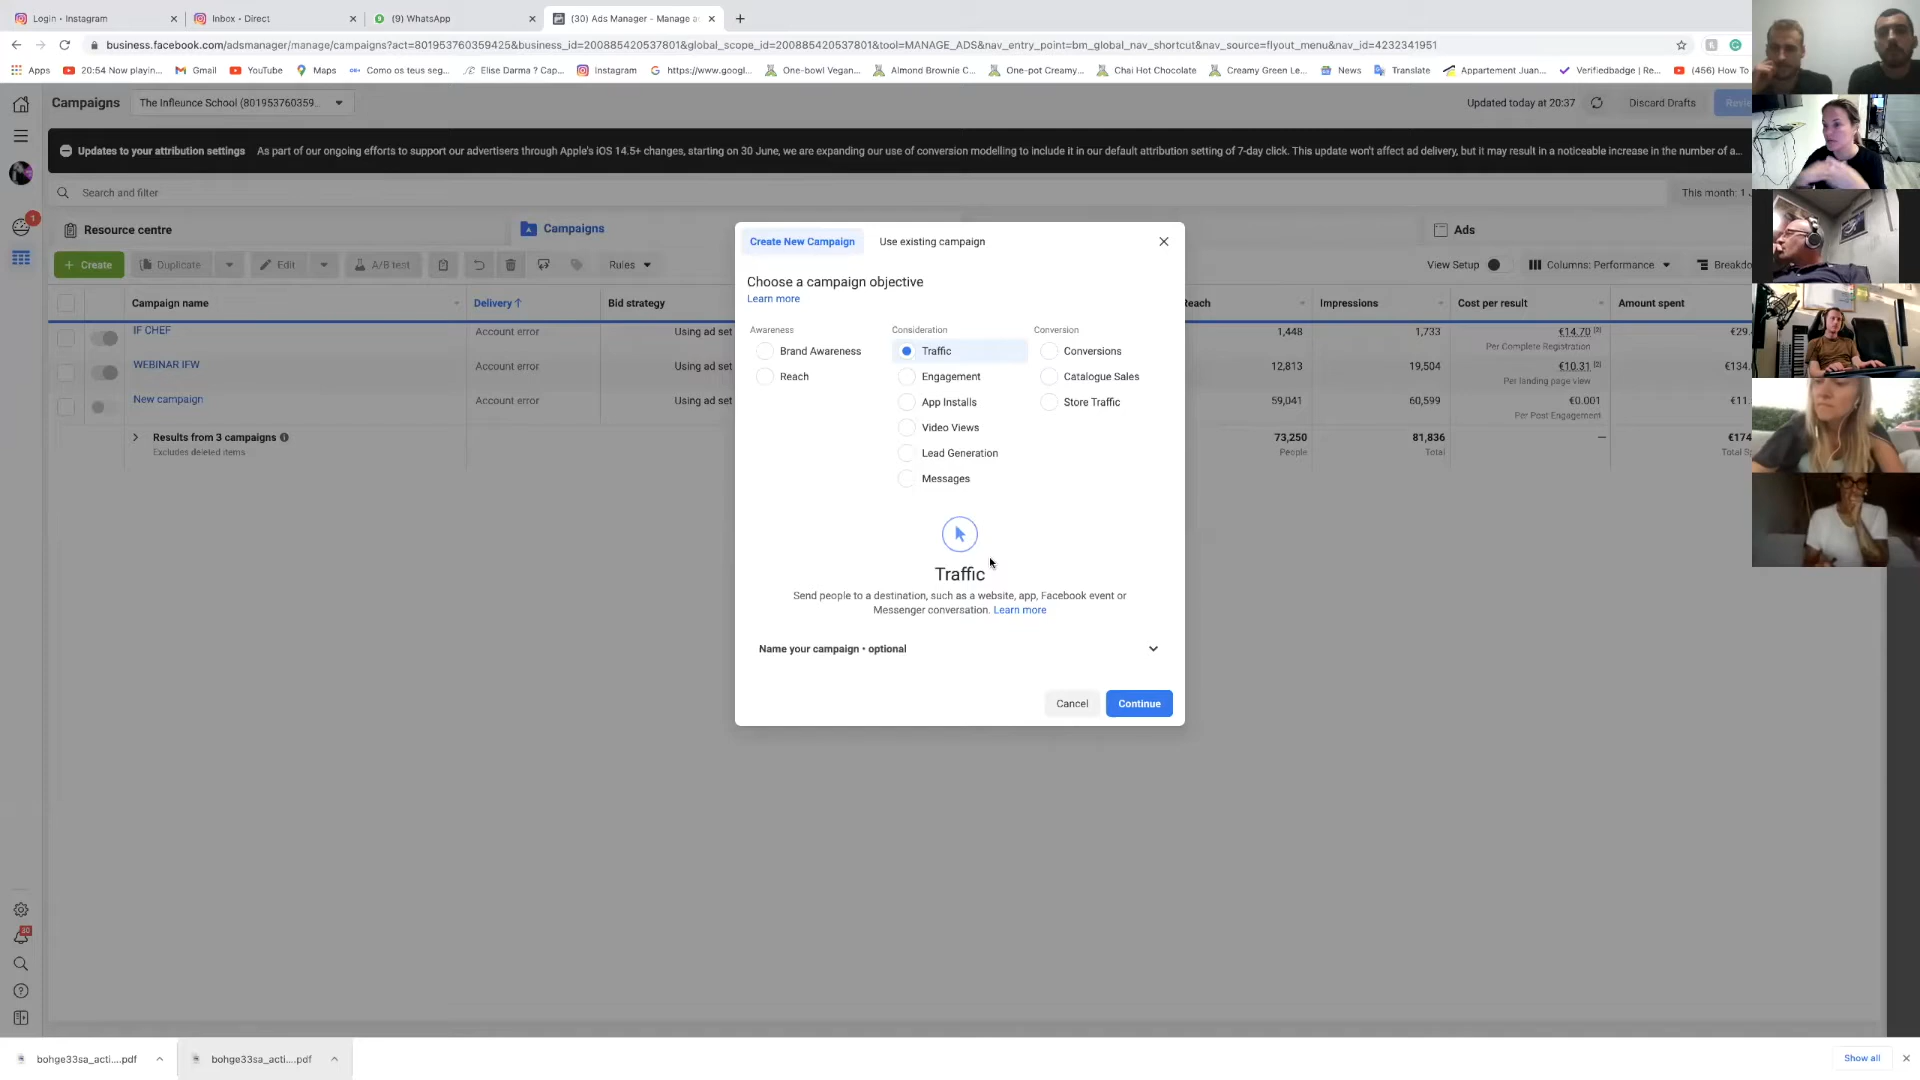 Login • Instagram
Inbox • Direct
(9) WhatsApp
(30) Ads Manager - Manage a
business.facebook.com/adsmanager/manage/campaigns?act=801953760359425&business_id=200885420537801&global_scope_id=200885420537801&tool=MANAGE_ADS&nav_entry_point=bm_global_nav_shortcut&nav_source=flyout_menu&nav_id=4232341951
Apps
20:54 Now playin...
Gmail
YouTube
Maps
Como os teus seg...
Elise Darma ? Cap...
Instagram
https://www.googl...
One-bowl Vegan...
Almond Brownie C...
One-pot Creamy...
Chai Hot Chocolate
Creamy Green Le...
News
Translate
Appartement Juan...
Verifiedbadge | Re...
(456) How To
Campaigns
The Infleunce School (801953760359...
Updated today at 20:37
Discard Drafts
Updates to your attribution settings As part of our ongoing efforts to support our advertisers through Apple's iOS 14.5+ changes, starting on 30 June, we are expanding our use of conversion modelling to include it in our default attribution setting of 7-day click. This update won't affect ad delivery, but it may result in a noticeable increase in the number of a...
Search and filter
This month: 1
Resource centre
Campaigns
Ads
1
+ Create
Duplicate
Edit
A/B test
Rules
View Setup
Columns: Performance
Breakdo
Campaign name
Delivery ↑
Bid strategy
Reach
Impressions
Cost per result
Amount spent
IF CHEF
Account error
Using ad set
1,448
1,733
€14.70 [2]
€29.
Per Complete Registration
WEBINAR IFW
Account error
Using ad set
12,813
19,504
€10.31 [2]
€134.
Per landing page view
New campaign
Account error
Using ad set
59,041
60,599
€0.001
€11.
Per Post Engagement
Results from 3 campaigns
Excludes deleted items
73,250
People
81,836
Total
—
€174
Total S
Create New Campaign
Use existing campaign
Choose a campaign objective
Learn more
Awareness
Brand Awareness
Reach
Consideration
Traffic
Engagement
App Installs
Video Views
Lead Generation
Messages
Conversion
Conversions
Catalogue Sales
Store Traffic
Traffic
Send people to a destination, such as a website, app, Facebook event or
Messenger conversation. Learn more
Name your campaign • optional
Cancel
Continue
30
bohge33sa_acti....pdf
bohge33sa_acti....pdf
Show all